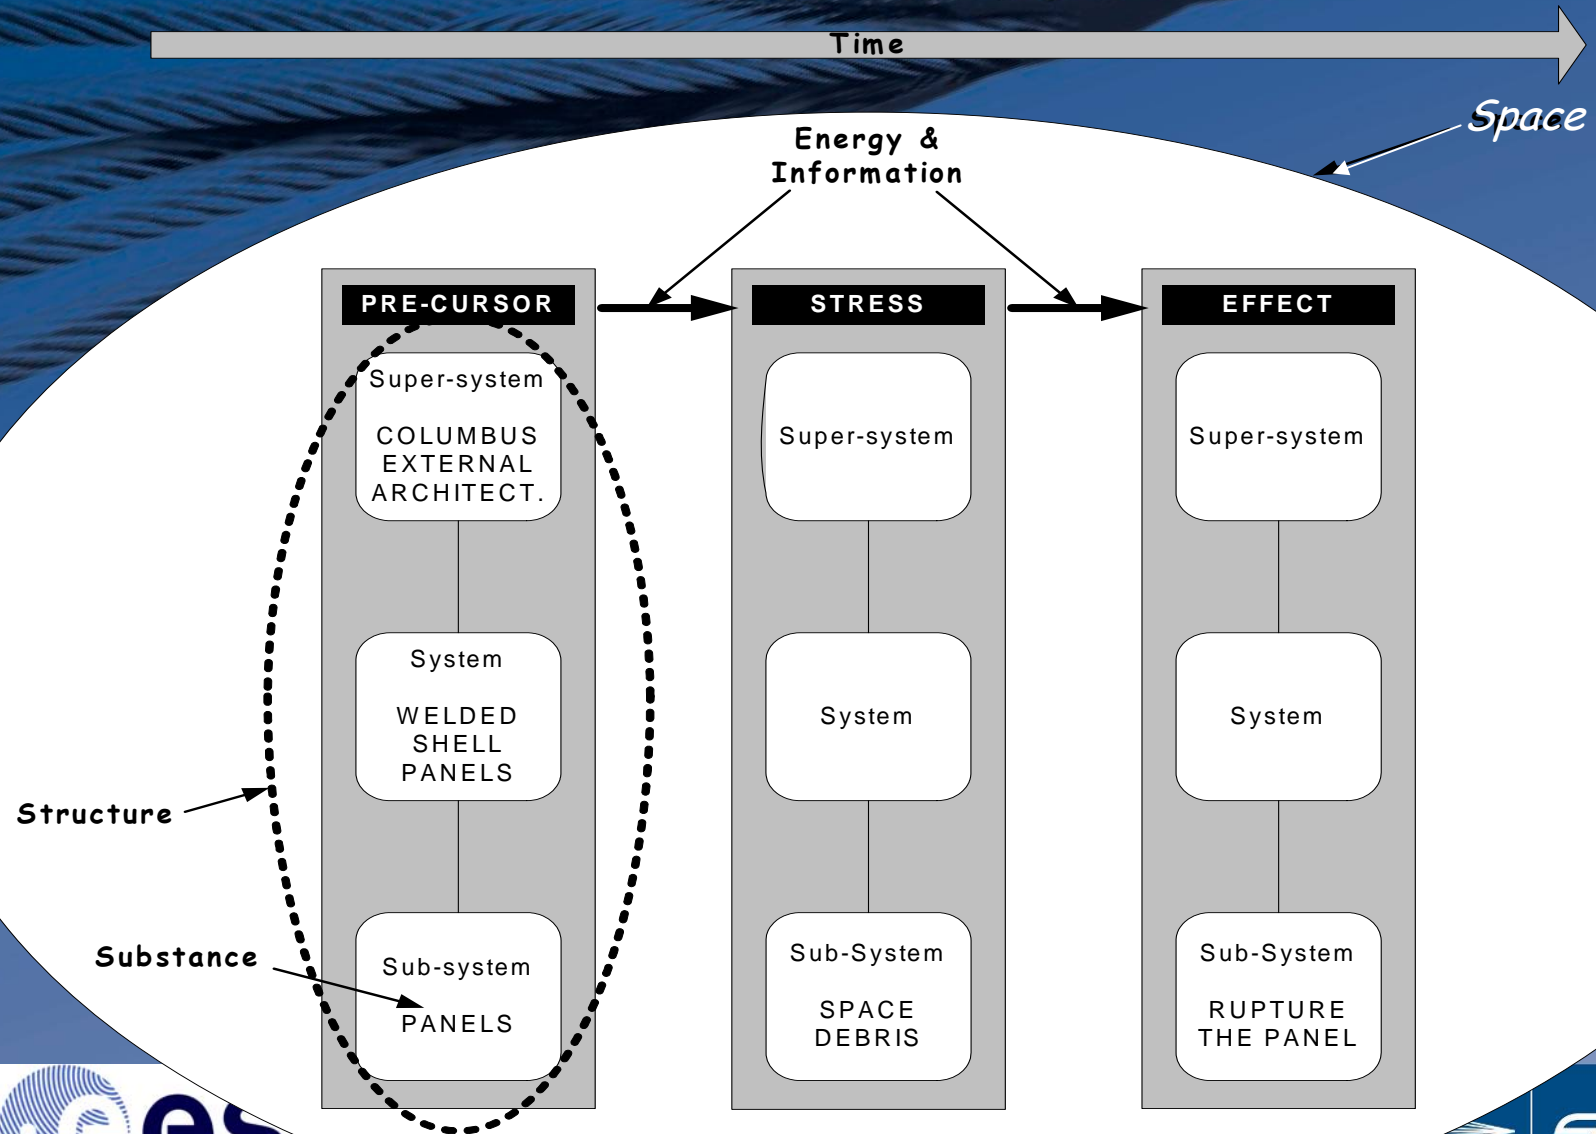 Time
Space
Energy &
Information
PRE-CURSOR
Super-system
COLUMBUS
EXTERNAL
ARCHITECT.
System
WELDED
SHELL
PANELS
Sub-system
PANELS
Structure
Substance
STRESS
Super-system
System
Sub-System
SPACE
DEBRIS
EFFECT
Super-system
System
Sub-System
RUPTURE
THE PANEL